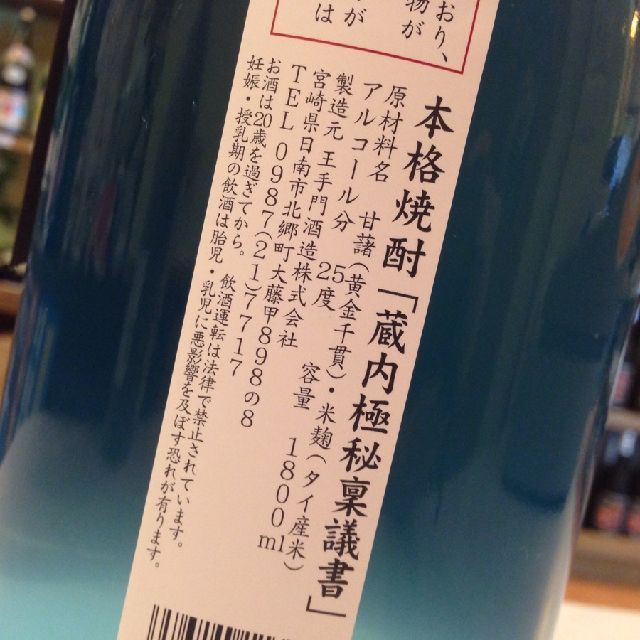 おり、
物が
が
は
本格焼酎「蔵内極秘稟議書」
原材料名 甘藷(黄金千貫)・米麹(タイ産米)
アルコール分 25度 容量 1800ml
製造元 王手門酒造株式会社
宮崎県日南市北郷町大藤甲898の8
TEL 0987(21)7717
お酒は20歳を過ぎてから。 飲酒運転は法律で禁止されています。
妊娠・授乳期の飲酒は胎児・乳児に悪影響を及ぼす恐れが有ります。